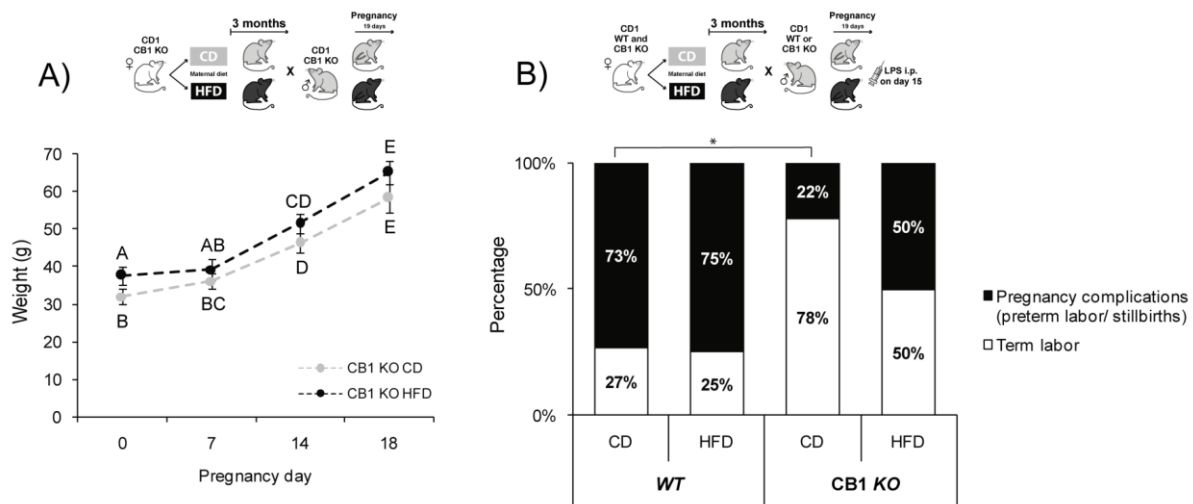 A)
3 months
Pregnancy
19 days
CD1
CB1 KO
♀
CD
Maternal diet
HFD
X
CD1
CB1 KO
♂
Weight (g)
70
60
50
40
30
20
10
0
A
AB
CD
E
B
BC
D
E
CB1 KO CD
CB1 KO HFD
0 7 14 18
Pregnancy day
B)
3 months
Pregnancy
19 days
CD1
WT and
CB1 KO
♀
CD
Maternal diet
HFD
X
CD1
WT or
CB1 KO
♂
LPS i.p.
on day 15
*
Percentage
100%
50%
0%
73% 75% 22% 50%
27% 25% 78% 50%
CD HFD CD HFD
WT CB1 KO
Pregnancy complications
(preterm labor/ stillbirths)
Term labor